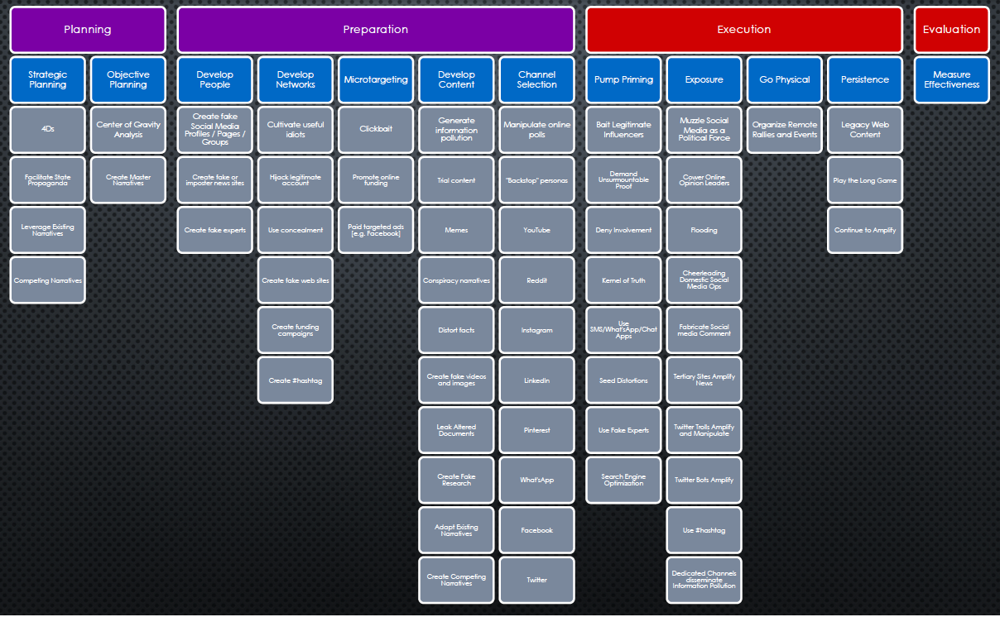 Planning
Preparation
Execution
Evaluation
Strategic
Planning
Objective
Planning
Develop
People
Develop
Networks
Microtargeting
Develop
Content
Channel
Selection
Pump Priming
Exposure
Go Physical
Persistence
Measure
Effectiveness
4Ds
Facilitate State
Propaganda
Leverage Existing
Narratives
Competing Narratives
Center of Gravity
Analysis
Create Master
Narratives
Create fake
Social Media
Profiles / Pages /
Groups
Create fake or
imposter news sites
Create fake experts
Cultivate useful
idiots
Hijack legitimate
account
Use concealment
Create fake web sites
Create funding
campaigns
Create #hashtag
Clickbait
Promote online
funding
Paid targeted ads
[e.g. Facebook]
Generate
information
pollution
Trial content
Memes
Conspiracy narratives
Distort facts
Create fake videos
and images
Leak Altered
Documents
Create Fake
Research
Adapt Existing
Narratives
Create Competing
Narratives
Manipulate online
polls
"Backstop" personas
YouTube
Reddit
Instagram
LinkedIn
Pinterest
What'sApp
Facebook
Twitter
Bait Legitimate
Influencers
Demand
Unsurmountable
Proof
Deny Involvement
Kernel of Truth
Use
SMS/What'sApp/Chat
Apps
Seed Distortions
Use Fake Experts
Search Engine
Optimization
Muzzle Social
Media as a
Political Force
Cower Online
Opinion Leaders
Flooding
Cheerleading
Domestic Social
Media Ops
Fabricate Social
media Comment
Tertiary Sites Amplify
News
Twitter Trolls Amplify
and Manipulate
Twitter Bots Amplify
Use #hashtag
Dedicated Channels
disseminate
Information Pollution
Organize Remote
Rallies and Events
Legacy Web
Content
Play the Long Game
Continue to Amplify